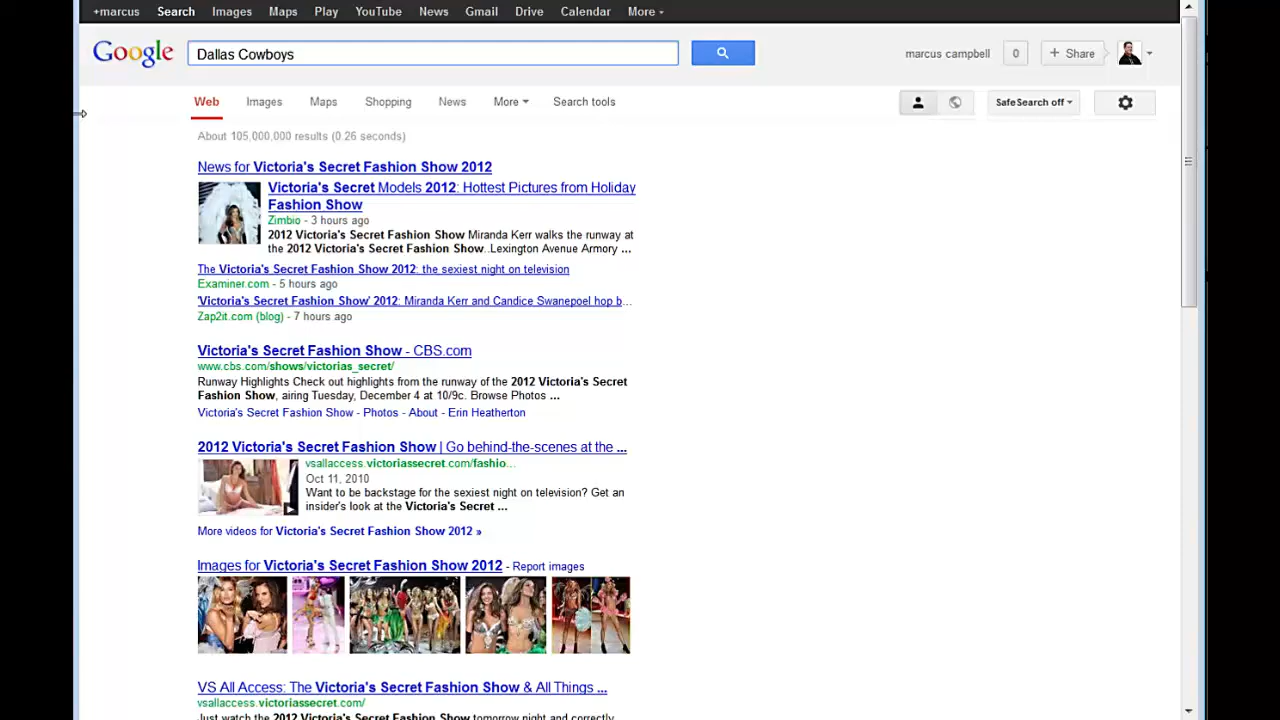 +marcus Search Images Maps Play YouTube News Gmail Drive Calendar More
Google Dallas Cowboys marcus campbell 0 + Share
Web Images Maps Shopping News More Search tools SafeSearch off
About 105,000,000 results (0.26 seconds)
News for Victoria's Secret Fashion Show 2012
Victoria's Secret Models 2012: Hottest Pictures from Holiday
Fashion Show
Zimbio - 3 hours ago
2012 Victoria's Secret Fashion Show Miranda Kerr walks the runway at
the 2012 Victoria's Secret Fashion Show..Lexington Avenue Armory ...
The Victoria's Secret Fashion Show 2012: the sexiest night on television
Examiner.com - 5 hours ago
'Victoria's Secret Fashion Show' 2012: Miranda Kerr and Candice Swanepoel hop b...
Zap2it.com (blog) - 7 hours ago
Victoria's Secret Fashion Show - CBS.com
www.cbs.com/shows/victorias_secret/
Runway Highlights Check out highlights from the runway of the 2012 Victoria's Secret
Fashion Show, airing Tuesday, December 4 at 10/9c. Browse Photos ...
Victoria's Secret Fashion Show - Photos - About - Erin Heatherton
2012 Victoria's Secret Fashion Show | Go behind-the-scenes at the ...
vsallaccess.victoriassecret.com/fashio...
Oct 11, 2010
Want to be backstage for the sexiest night on television? Get an
insider's look at the Victoria's Secret ...
More videos for Victoria's Secret Fashion Show 2012 »
Images for Victoria's Secret Fashion Show 2012 - Report images
VS All Access: The Victoria's Secret Fashion Show & All Things ...
vsallaccess.victoriassecret.com/
Just watch the 2012 Victoria's Secret Fashion Show tomorrow night and correctly